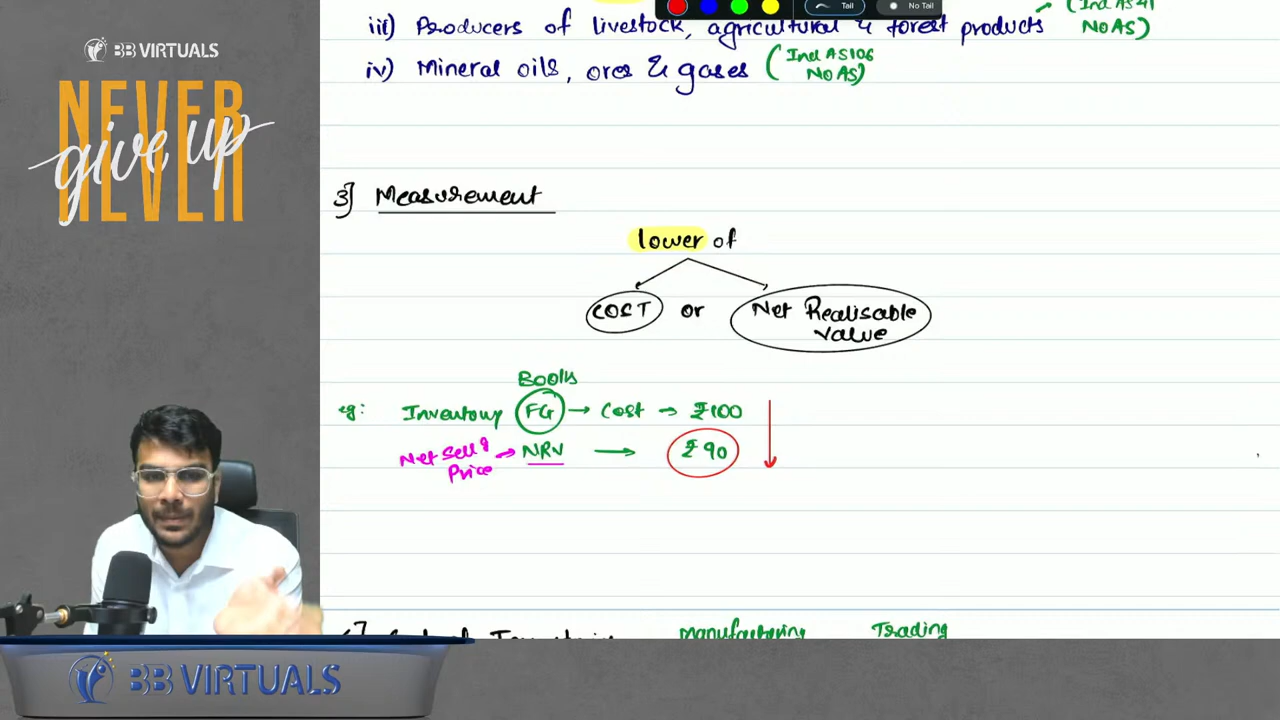 Tail
No Tail
iii) Producers of livestock, agricultural & forest products (Ind AS 41
No AS)
iv) Mineral oils, ores & gases (Ind AS 106
No AS)
BB VIRTUALS
NEVER
give up
NEVER
3] Measurement
lower of
COST or Net Realisable
Value
Books
eg: Inventory FG → Cost → ₹100
Net Sell g → NRV → ₹90
Price
Manufacturing Trading
BB VIRTUALS